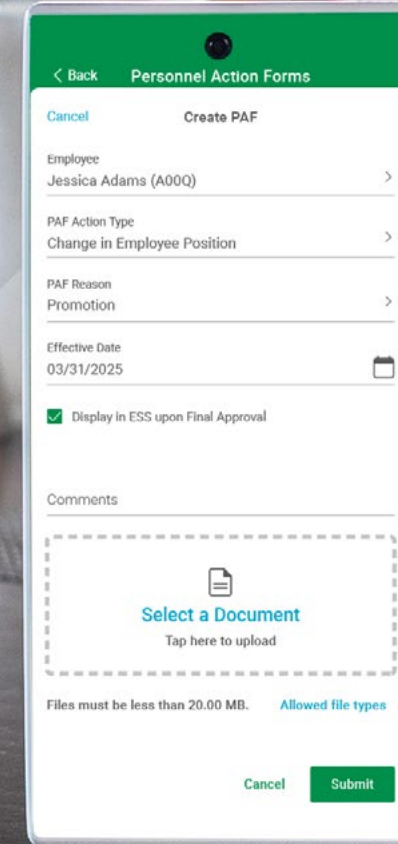 < Back Personnel Action Forms
Cancel Create PAF
Employee
Jessica Adams (A00Q)
PAF Action Type
Change in Employee Position
PAF Reason
Promotion
Effective Date
03/31/2025
Display in ESS upon Final Approval
Comments
Select a Document
Tap here to upload
Files must be less than 20.00 MB. Allowed file types
Cancel Submit